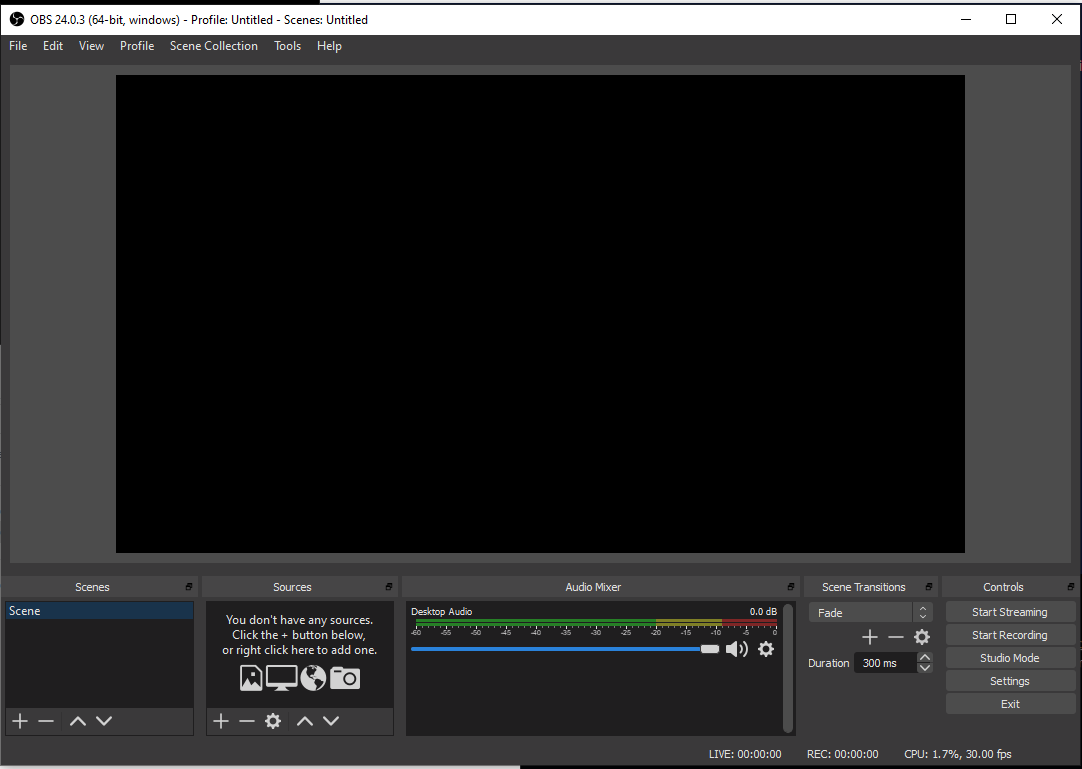 OBS 24.0.3 (64-bit, windows) - Profile: Untitled - Scenes: Untitled
File Edit View Profile Scene Collection Tools Help
Scenes
Sources
Audio Mixer
Scene Transitions
Controls
Scene
You don't have any sources.
Click the + button below,
or right click here to add one.
Desktop Audio 0.0 dB
-60 -55 -50 -45 -40 -35 -30 -25 -20 -15 -10 -5 0
Fade
Duration 300 ms
Start Streaming
Start Recording
Studio Mode
Settings
Exit
LIVE: 00:00:00 REC: 00:00:00 CPU: 1.7%, 30.00 fps